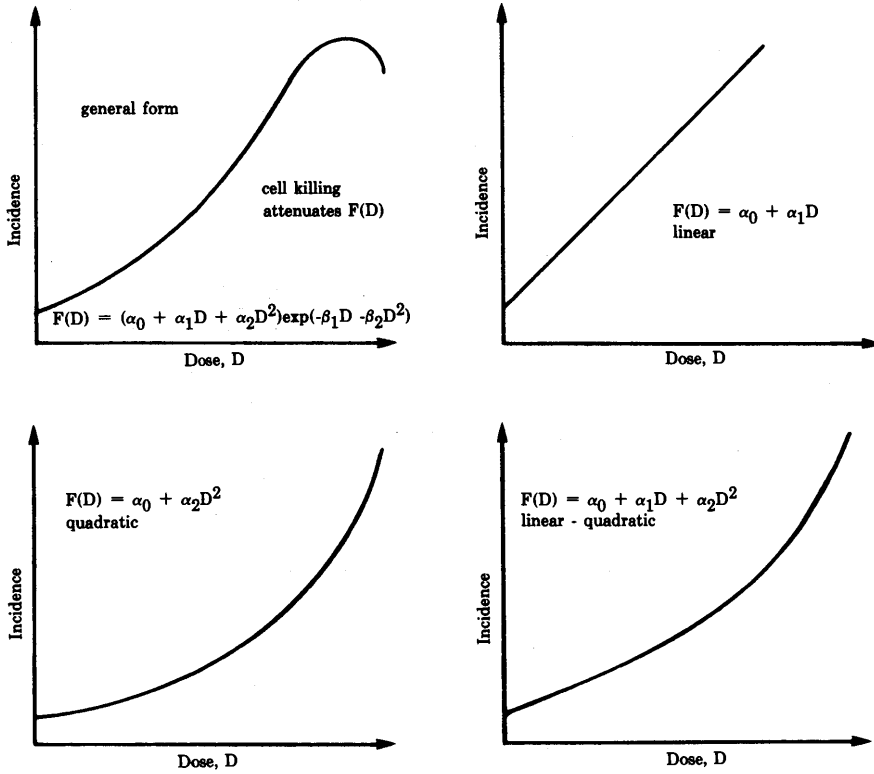 general form
cell killing
attenuates F(D)
F(D) = (α₀ + α₁D + α₂D²)exp(-β₁D -β₂D²)
Incidence
Dose, D
F(D) = α₀ + α₁D
linear
Incidence
Dose, D
F(D) = α₀ + α₂D²
quadratic
Incidence
Dose, D
F(D) = α₀ + α₁D + α₂D²
linear - quadratic
Incidence
Dose, D